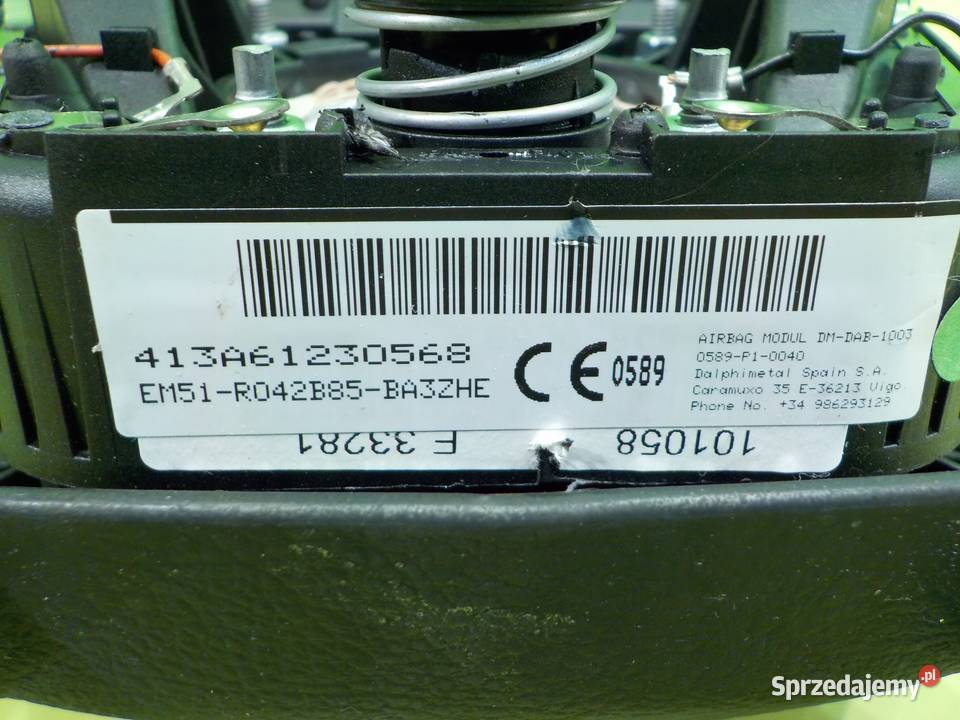 413A61230568
EM51-R042B85-BA3ZHE
CE 0589
AIRBAG MODUL DM-DAB-1003
0589-P1-0040
Dalphimetal Spain S.A.
Caramuxo 35 E-36213 Vigo.
Phone No. +34 986293129
101058 E 33281
Sprzedajemy.pl